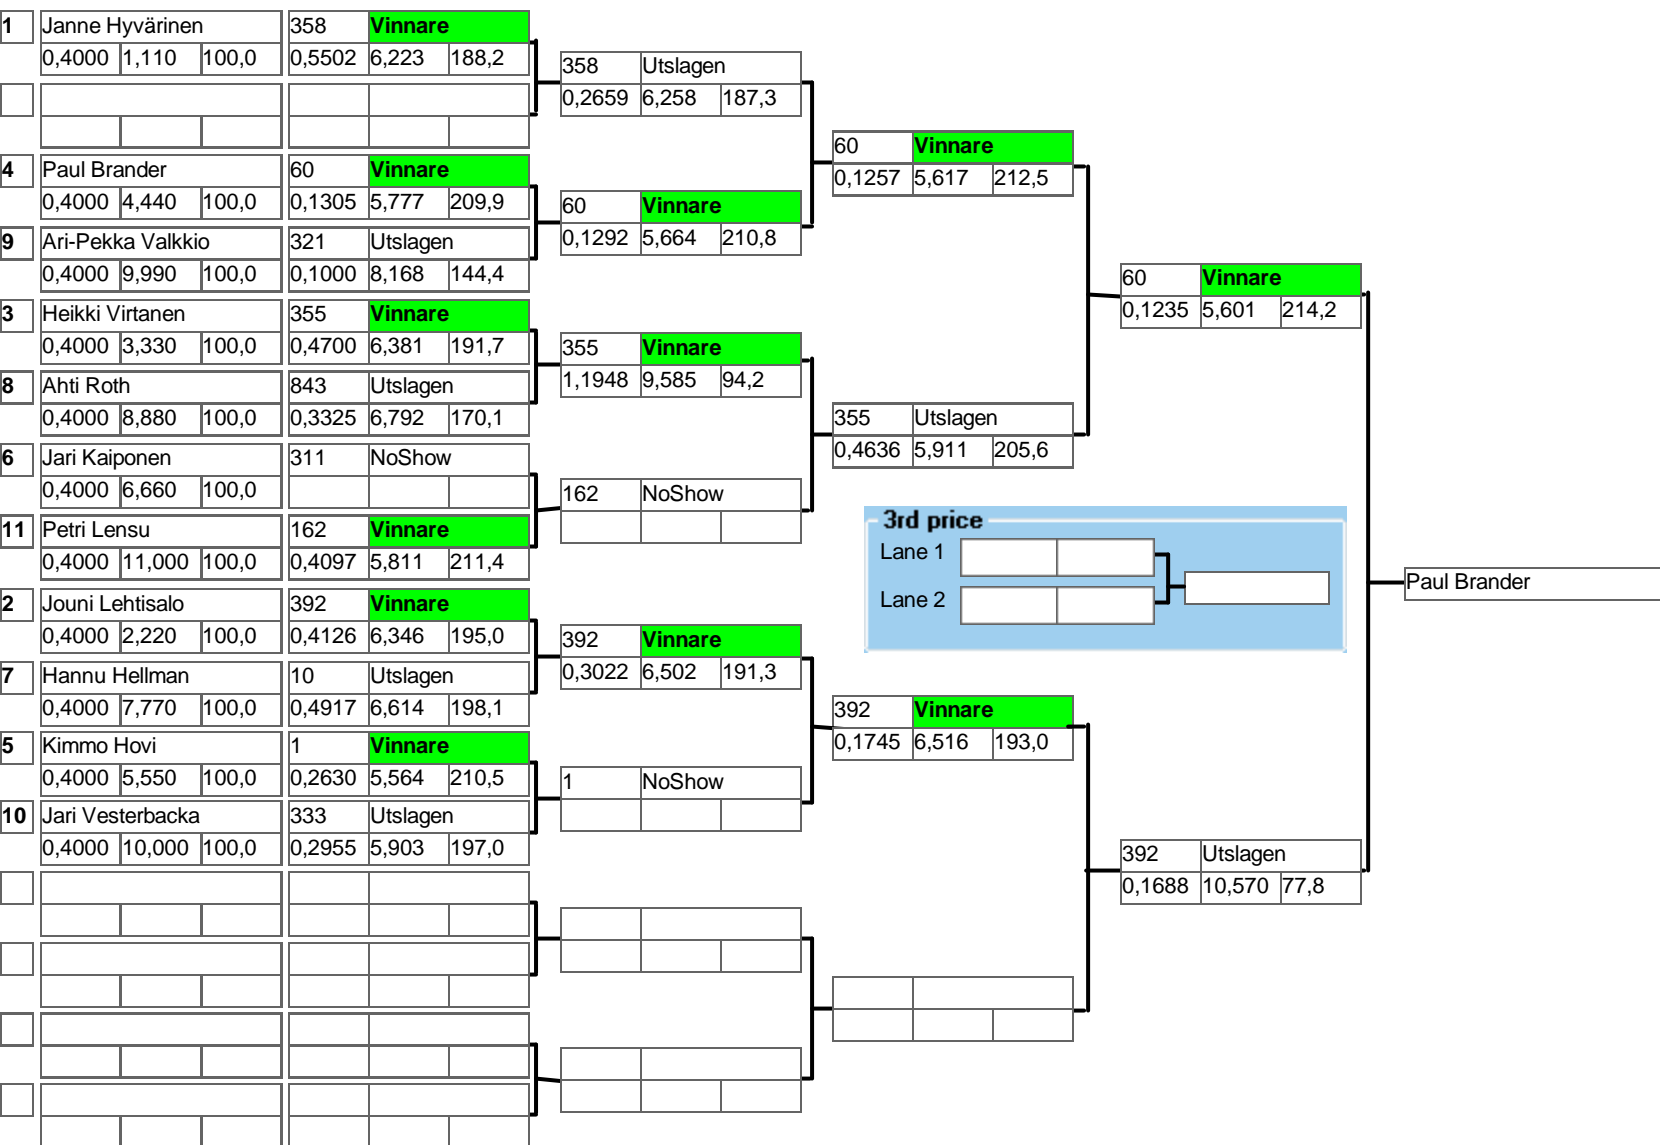 1 Janne Hyvärinen 358 Vinnare
0,4000 1,110 100,0 0,5502 6,223 188,2
358 Utslagen
0,2659 6,258 187,3
60 Vinnare
0,1257 5,617 212,5
4 Paul Brander 60 Vinnare
0,4000 4,440 100,0 0,1305 5,777 209,9
60 Vinnare
0,1292 5,664 210,8
9 Ari-Pekka Valkkio 321 Utslagen
0,4000 9,990 100,0 0,1000 8,168 144,4
60 Vinnare
0,1235 5,601 214,2
3 Heikki Virtanen 355 Vinnare
0,4000 3,330 100,0 0,4700 6,381 191,7
355 Vinnare
1,1948 9,585 94,2
8 Ahti Roth 843 Utslagen
0,4000 8,880 100,0 0,3325 6,792 170,1
355 Utslagen
0,4636 5,911 205,6
6 Jari Kaiponen 311 NoShow
0,4000 6,660 100,0
162 NoShow
11 Petri Lensu 162 Vinnare
0,4000 11,000 100,0 0,4097 5,811 211,4
3rd price
Lane 1
Lane 2
Paul Brander
2 Jouni Lehtisalo 392 Vinnare
0,4000 2,220 100,0 0,4126 6,346 195,0
392 Vinnare
0,3022 6,502 191,3
7 Hannu Hellman 10 Utslagen
0,4000 7,770 100,0 0,4917 6,614 198,1
392 Vinnare
0,1745 6,516 193,0
5 Kimmo Hovi 1 Vinnare
0,4000 5,550 100,0 0,2630 5,564 210,5
1 NoShow
10 Jari Vesterbacka 333 Utslagen
0,4000 10,000 100,0 0,2955 5,903 197,0
392 Utslagen
0,1688 10,570 77,8